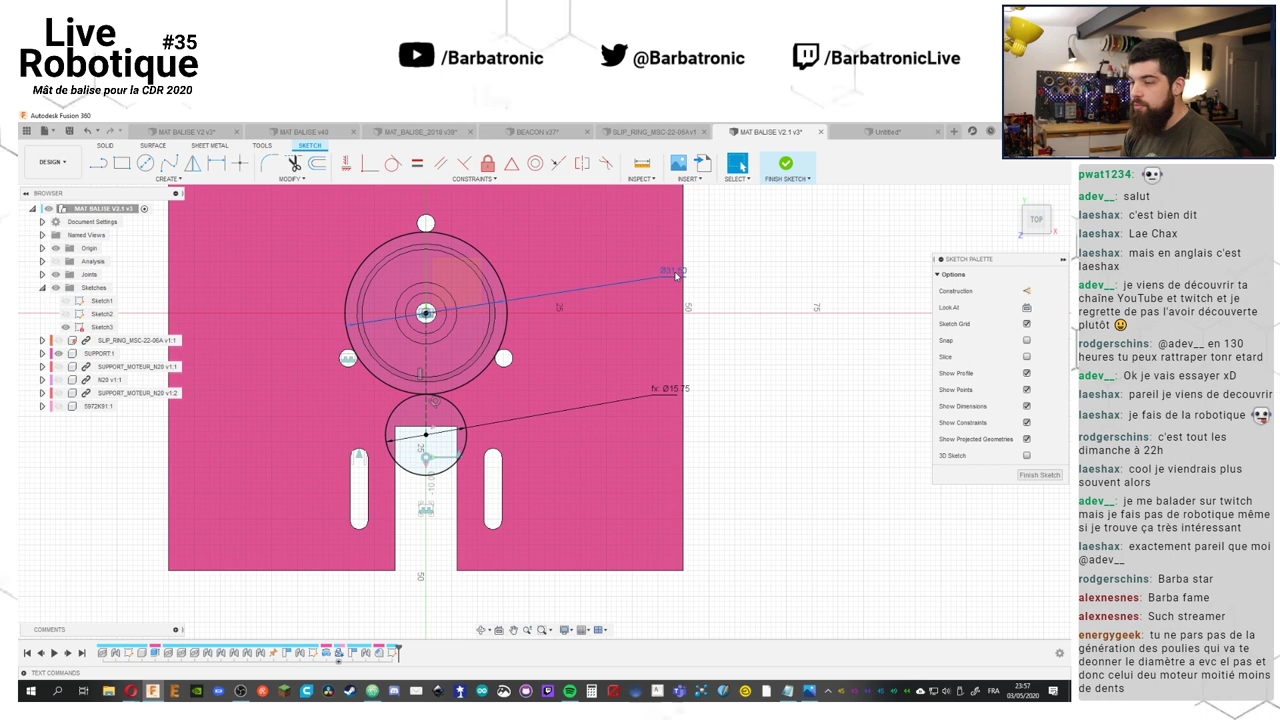 Live
Robotique
#35
Mât de balise pour la CDR 2020
/Barbatronic
@Barbatronic
/BarbatronicLive
Autodesk Fusion 360
MAT BALISE V2 v3*
MAT BALISE v40
MAT_BALISE_2018 v39*
BEACON v37*
SLIP_RING_MSC-22-06A v1
MAT BALISE V2.1 v3*
Untitled*
DESIGN
SOLID
SURFACE
SHEET METAL
TOOLS
SKETCH
CREATE
MODIFY
CONSTRAINTS
INSPECT
INSERT
SELECT
FINISH SKETCH
BROWSER
MAT BALISE V2.1 v3
Document Settings
Named Views
Origin
Analysis
Joints
Sketches
Sketch1
Sketch2
Sketch3
SLIP_RING_MSC-22-06A v1:1
SUPPORT:1
SUPPORT_MOTEUR_N20 v1:1
N20 v1:1
SUPPORT_MOTEUR_N20 v1:2
5972K91:1
fx: Ø15.75
25
50
75
25
50
TOP
Y
X
Z
SKETCH PALETTE
Options
Construction
Look At
Sketch Grid
Snap
Slice
Show Profile
Show Points
Show Dimensions
Show Constraints
Show Projected Geometries
3D Sketch
Finish Sketch
COMMENTS
TEXT COMMANDS
FRA
23:57
03/05/2020
pwat1234:
adev__: salut
laeshax: c'est bien dit
laeshax: Lae Chax
laeshax: mais en anglais c'est
laeshax
adev__: je viens de découvrir ta
chaîne YouTube et twitch et je
regrette de pas l'avoir découverte
plutôt
rodgerschins: @adev__ en 130
heures tu peux rattraper tonr etard
adev__: Ok je vais essayer xD
laeshax: pareil je viens de decouvrir
laeshax: je fais de la robotique
rodgerschins: c'est tout les
dimanche à 22h
laeshax: cool je viendrais plus
souvent alors
adev__: je me balader sur twitch
mais je fais pas de robotique même
si je trouve ça très intéressant
laeshax: exactement pareil que moi
@adev__
rodgerschins: Barba star
alexnesnes: Barba fame
alexnesnes: Such streamer
energygeek: tu ne pars pas de la
génération des poulies qui va te
deonner le diamètre a evc el pas et
donc celui deu moteur moitié moins
de dents